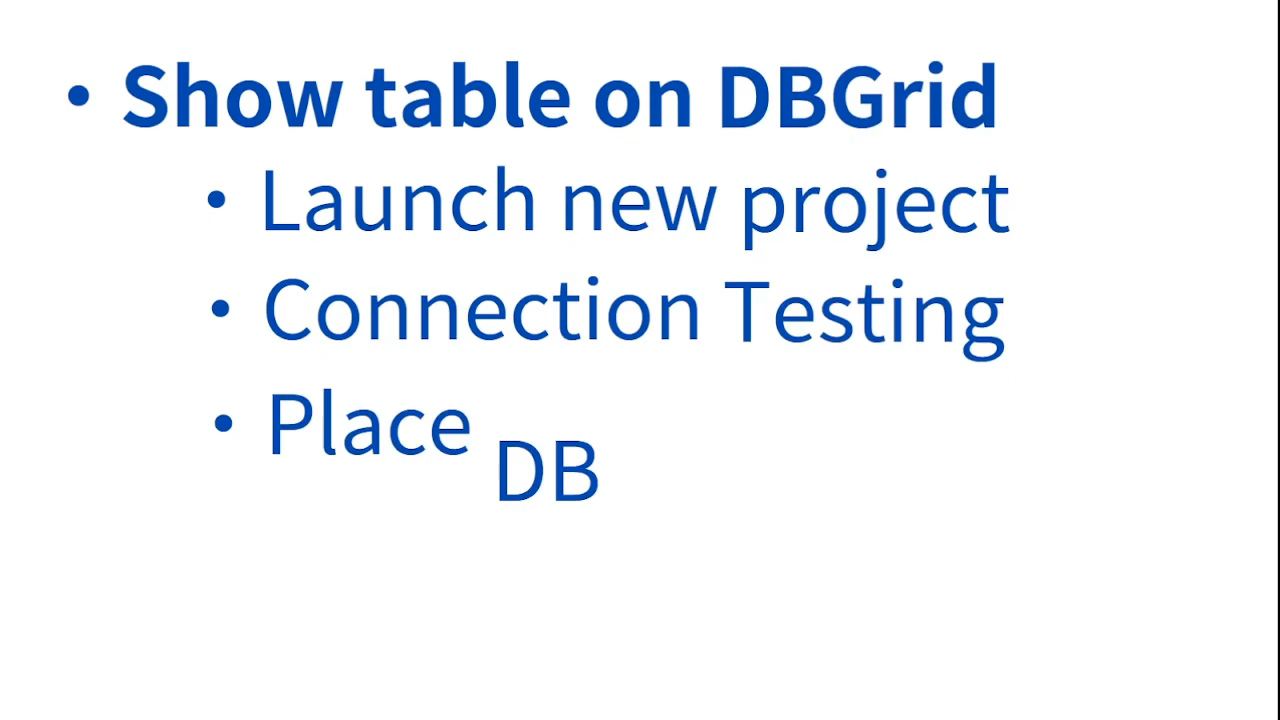 • Show table on DBGrid
• Launch new project
• Connection Testing
• Place DB